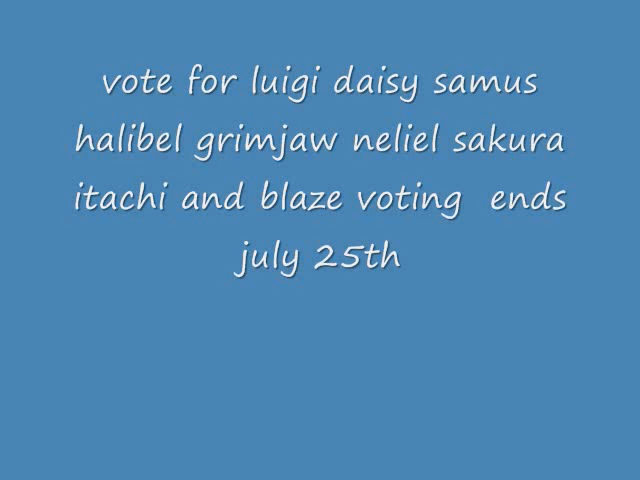 vote for luigi daisy samus
halibel grimjaw neliel sakura
itachi and blaze voting  ends
july 25th